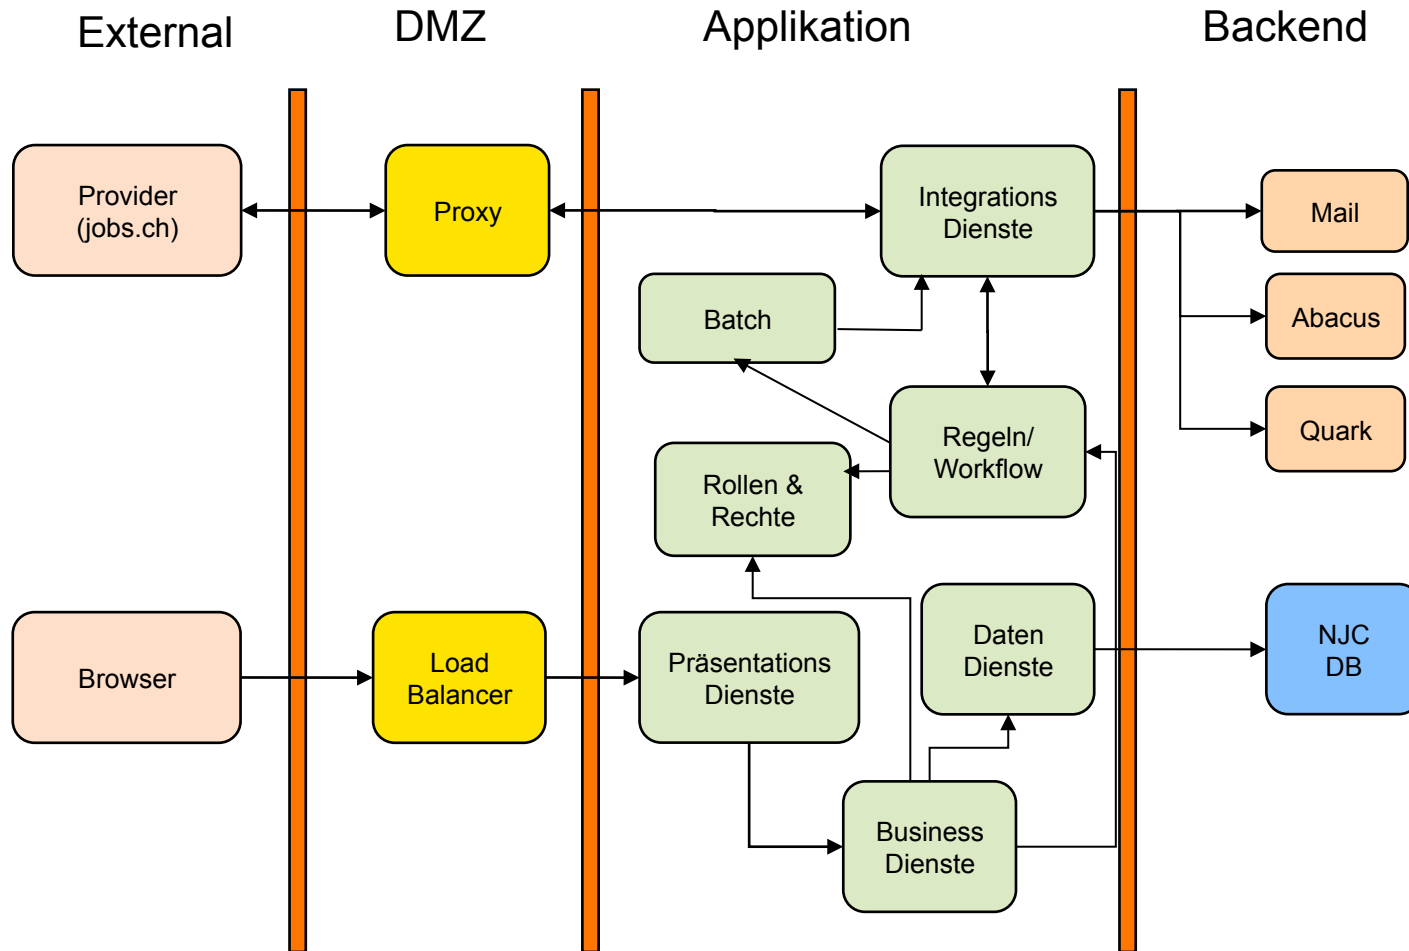 External
DMZ
Applikation
Backend
Provider
(jobs.ch)
Proxy
Integrations
Dienste
Mail
Batch
Abacus
Regeln/
Workflow
Quark
Rollen &
Rechte
Browser
Load
Balancer
Präsentations
Dienste
Daten
Dienste
NJC
DB
Business
Dienste